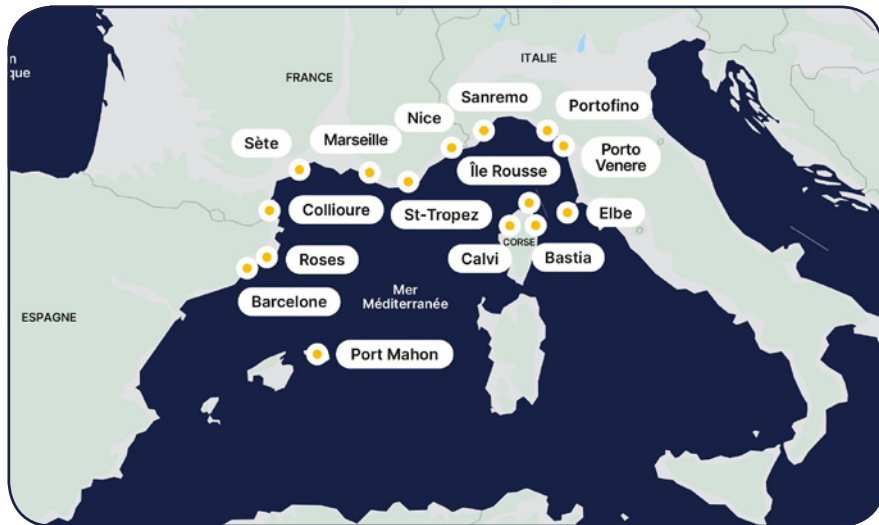 ITALIE
n
que
FRANCE
Sanremo
Portofino
Nice
Sète
Marseille
Porto
Venere
Île Rousse
Collioure
St-Tropez
Elbe
CORSE
Roses
Calvi
Bastia
Barcelone
Mer
Méditerranée
ESPAGNE
Port Mahon